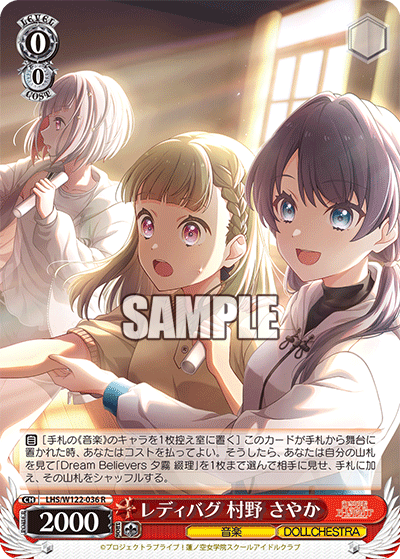 LEVEL
0
0
COST
SAMPLE
自 [手札の《音楽》のキャラを1枚控え室に置く] このカードが手札から舞台
に置かれた時、あなたはコストを払ってよい。そうしたら、あなたは自分の山札
を見て「Dream Believers 夕霧 綴理」を1枚まで選んで相手に見せ、手札に加
え、その山札をシャッフルする。
CH LHS/W122-036 R
2000
レディバグ 村野 さやか
音楽 DOLLCHESTRA
©プロジェクトラブライブ!蓮ノ空女学院スクールアイドルクラブ